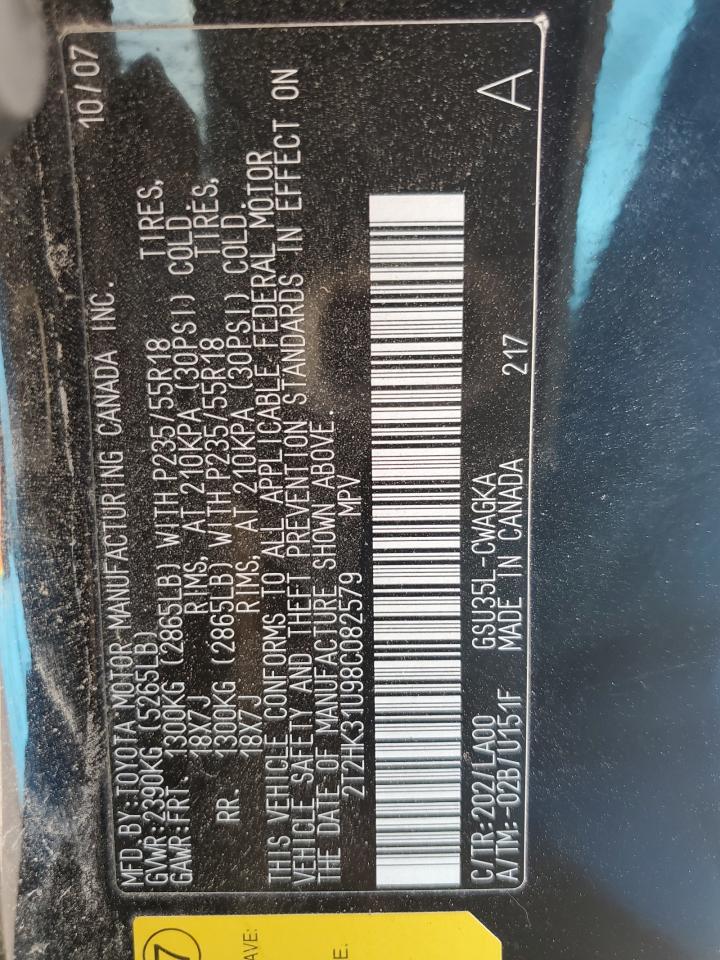 10/07
MFD.BY:TOYOTA MOTOR MANUFACTURING CANADA INC.
GVWR:2390KG (5265LB)
GAWR:FRT. 1300KG (2865LB) WITH P235/55R18 TIRES,
18X7J RIMS, AT 210KPA (30PSI) COLD
RR. 1300KG (2865LB) WITH P235/55R18 TIRES,
18X7J RIMS, AT 210KPA (30PSI) COLD.
THIS VEHICLE CONFORMS TO ALL APPLICABLE FEDERAL MOTOR
VEHICLE SAFETY AND THEFT PREVENTION STANDARDS IN EFFECT ON
THE DATE OF MANUFACTURE SHOWN ABOVE.
2T2HK31U98C082579 MPV
A
C/TR:202/LA00 GSU35L-CWAGKA
A/TM:-02B/U151F MADE IN CANADA 217
7
AVE:
E.